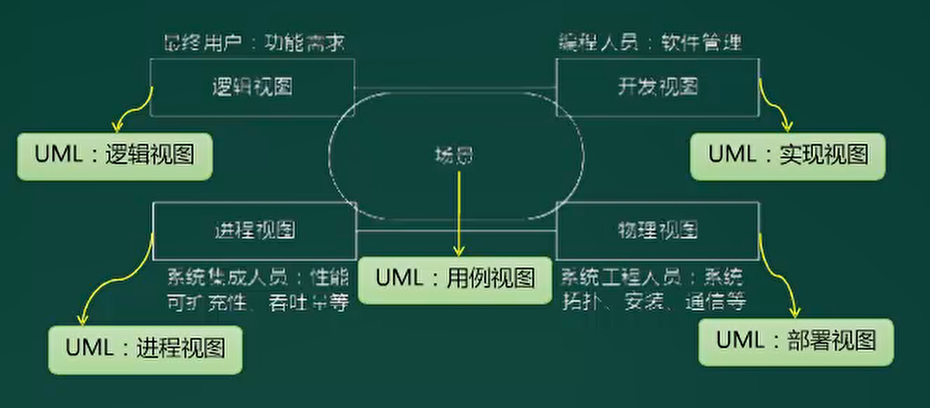 最终用户：功能需求
编程人员：软件管理
逻辑视图
开发视图
UML：逻辑视图
场景
UML：实现视图
进程视图
物理视图
系统集成人员：性能
可扩充性、吞吐量等
UML：用例视图
系统工程人员：系统
拓扑、安装、通信等
UML：进程视图
UML：部署视图